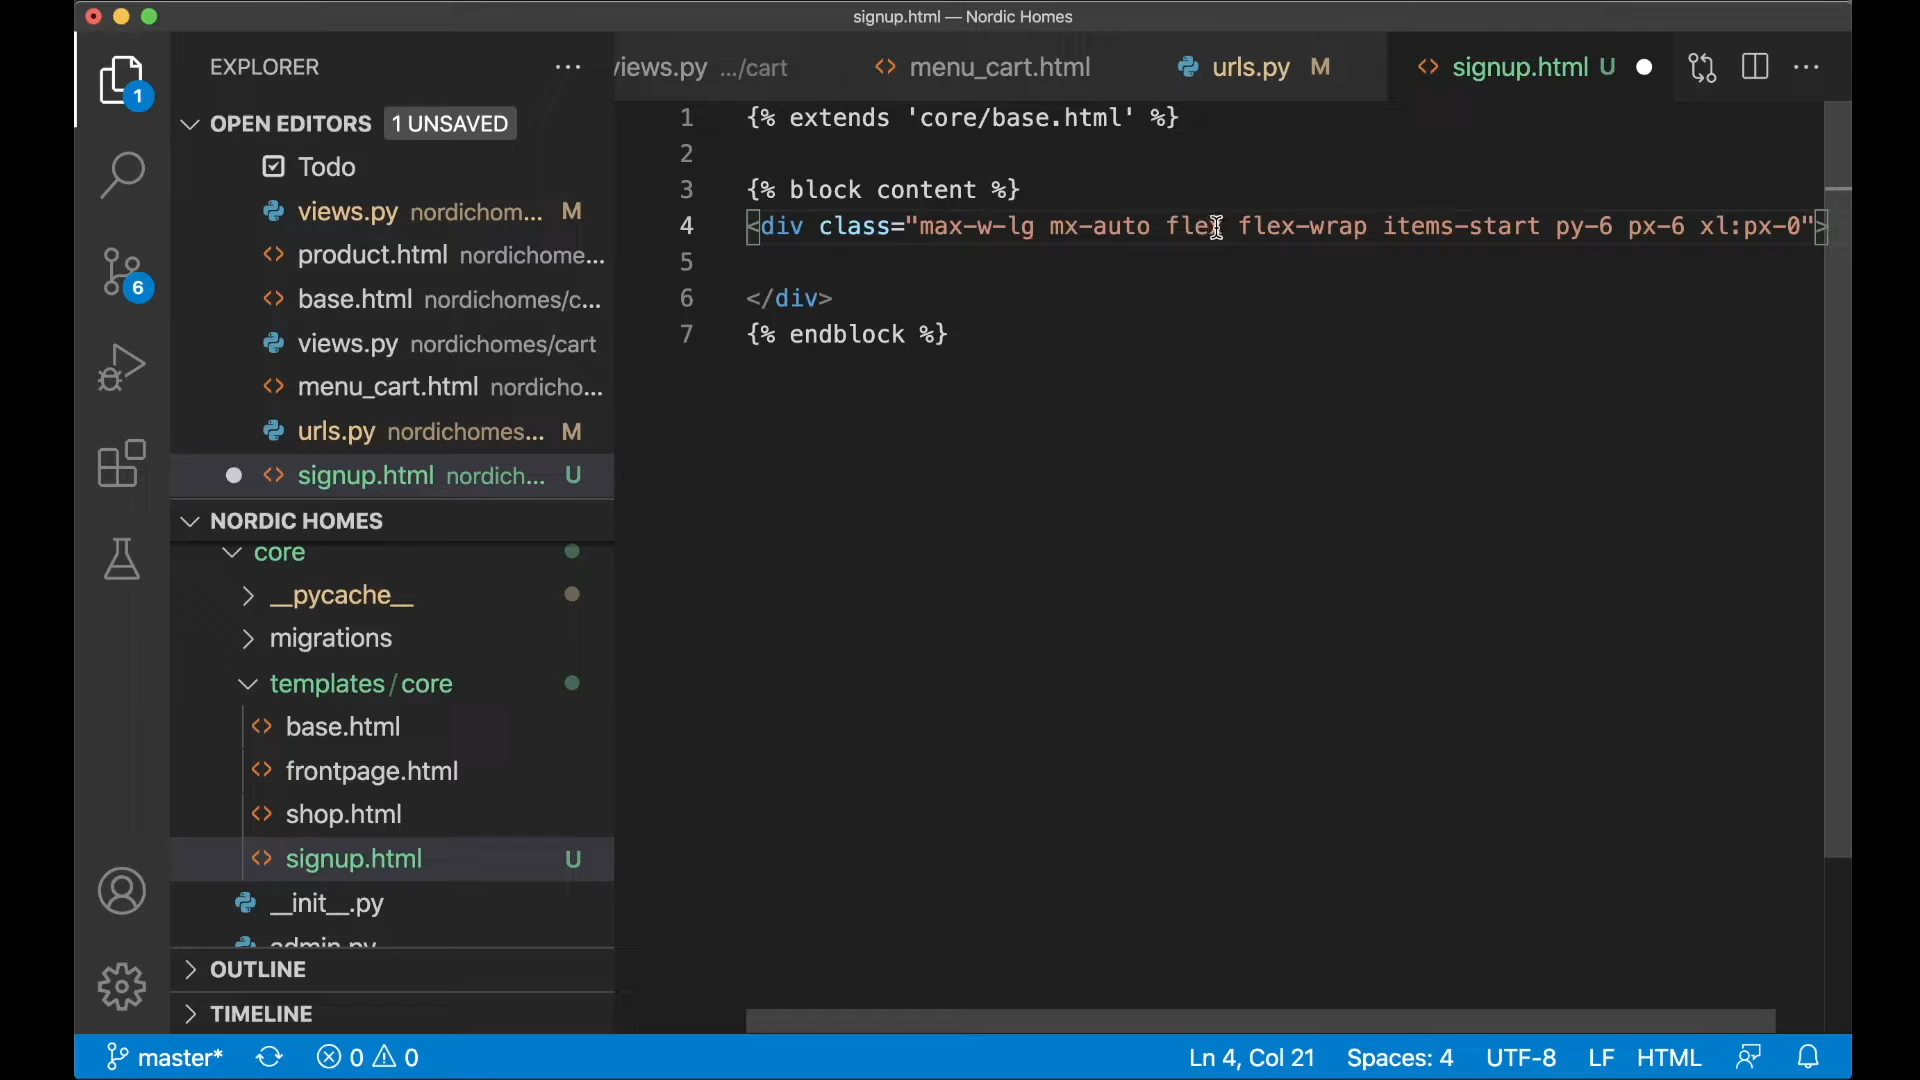 signup.html — Nordic Homes
EXPLORER
views.py .../cart
menu_cart.html
urls.py M
signup.html U
1
OPEN EDITORS 1 UNSAVED
Todo
views.py nordichom... M
product.html nordichome...
base.html nordichomes/c...
views.py nordichomes/cart
menu_cart.html nordicho...
urls.py nordichomes... M
signup.html nordich... U
6
NORDIC HOMES
core
__pycache__
migrations
templates/core
base.html
frontpage.html
shop.html
signup.html U
__init__.py
admin.py
OUTLINE
TIMELINE
1 {% extends 'core/base.html' %}
2
3 {% block content %}
4 <div class="max-w-lg mx-auto flex flex-wrap items-start py-6 px-6 xl:px-0">
5
6 </div>
7 {% endblock %}
master* 0 0 Ln 4, Col 21 Spaces: 4 UTF-8 LF HTML